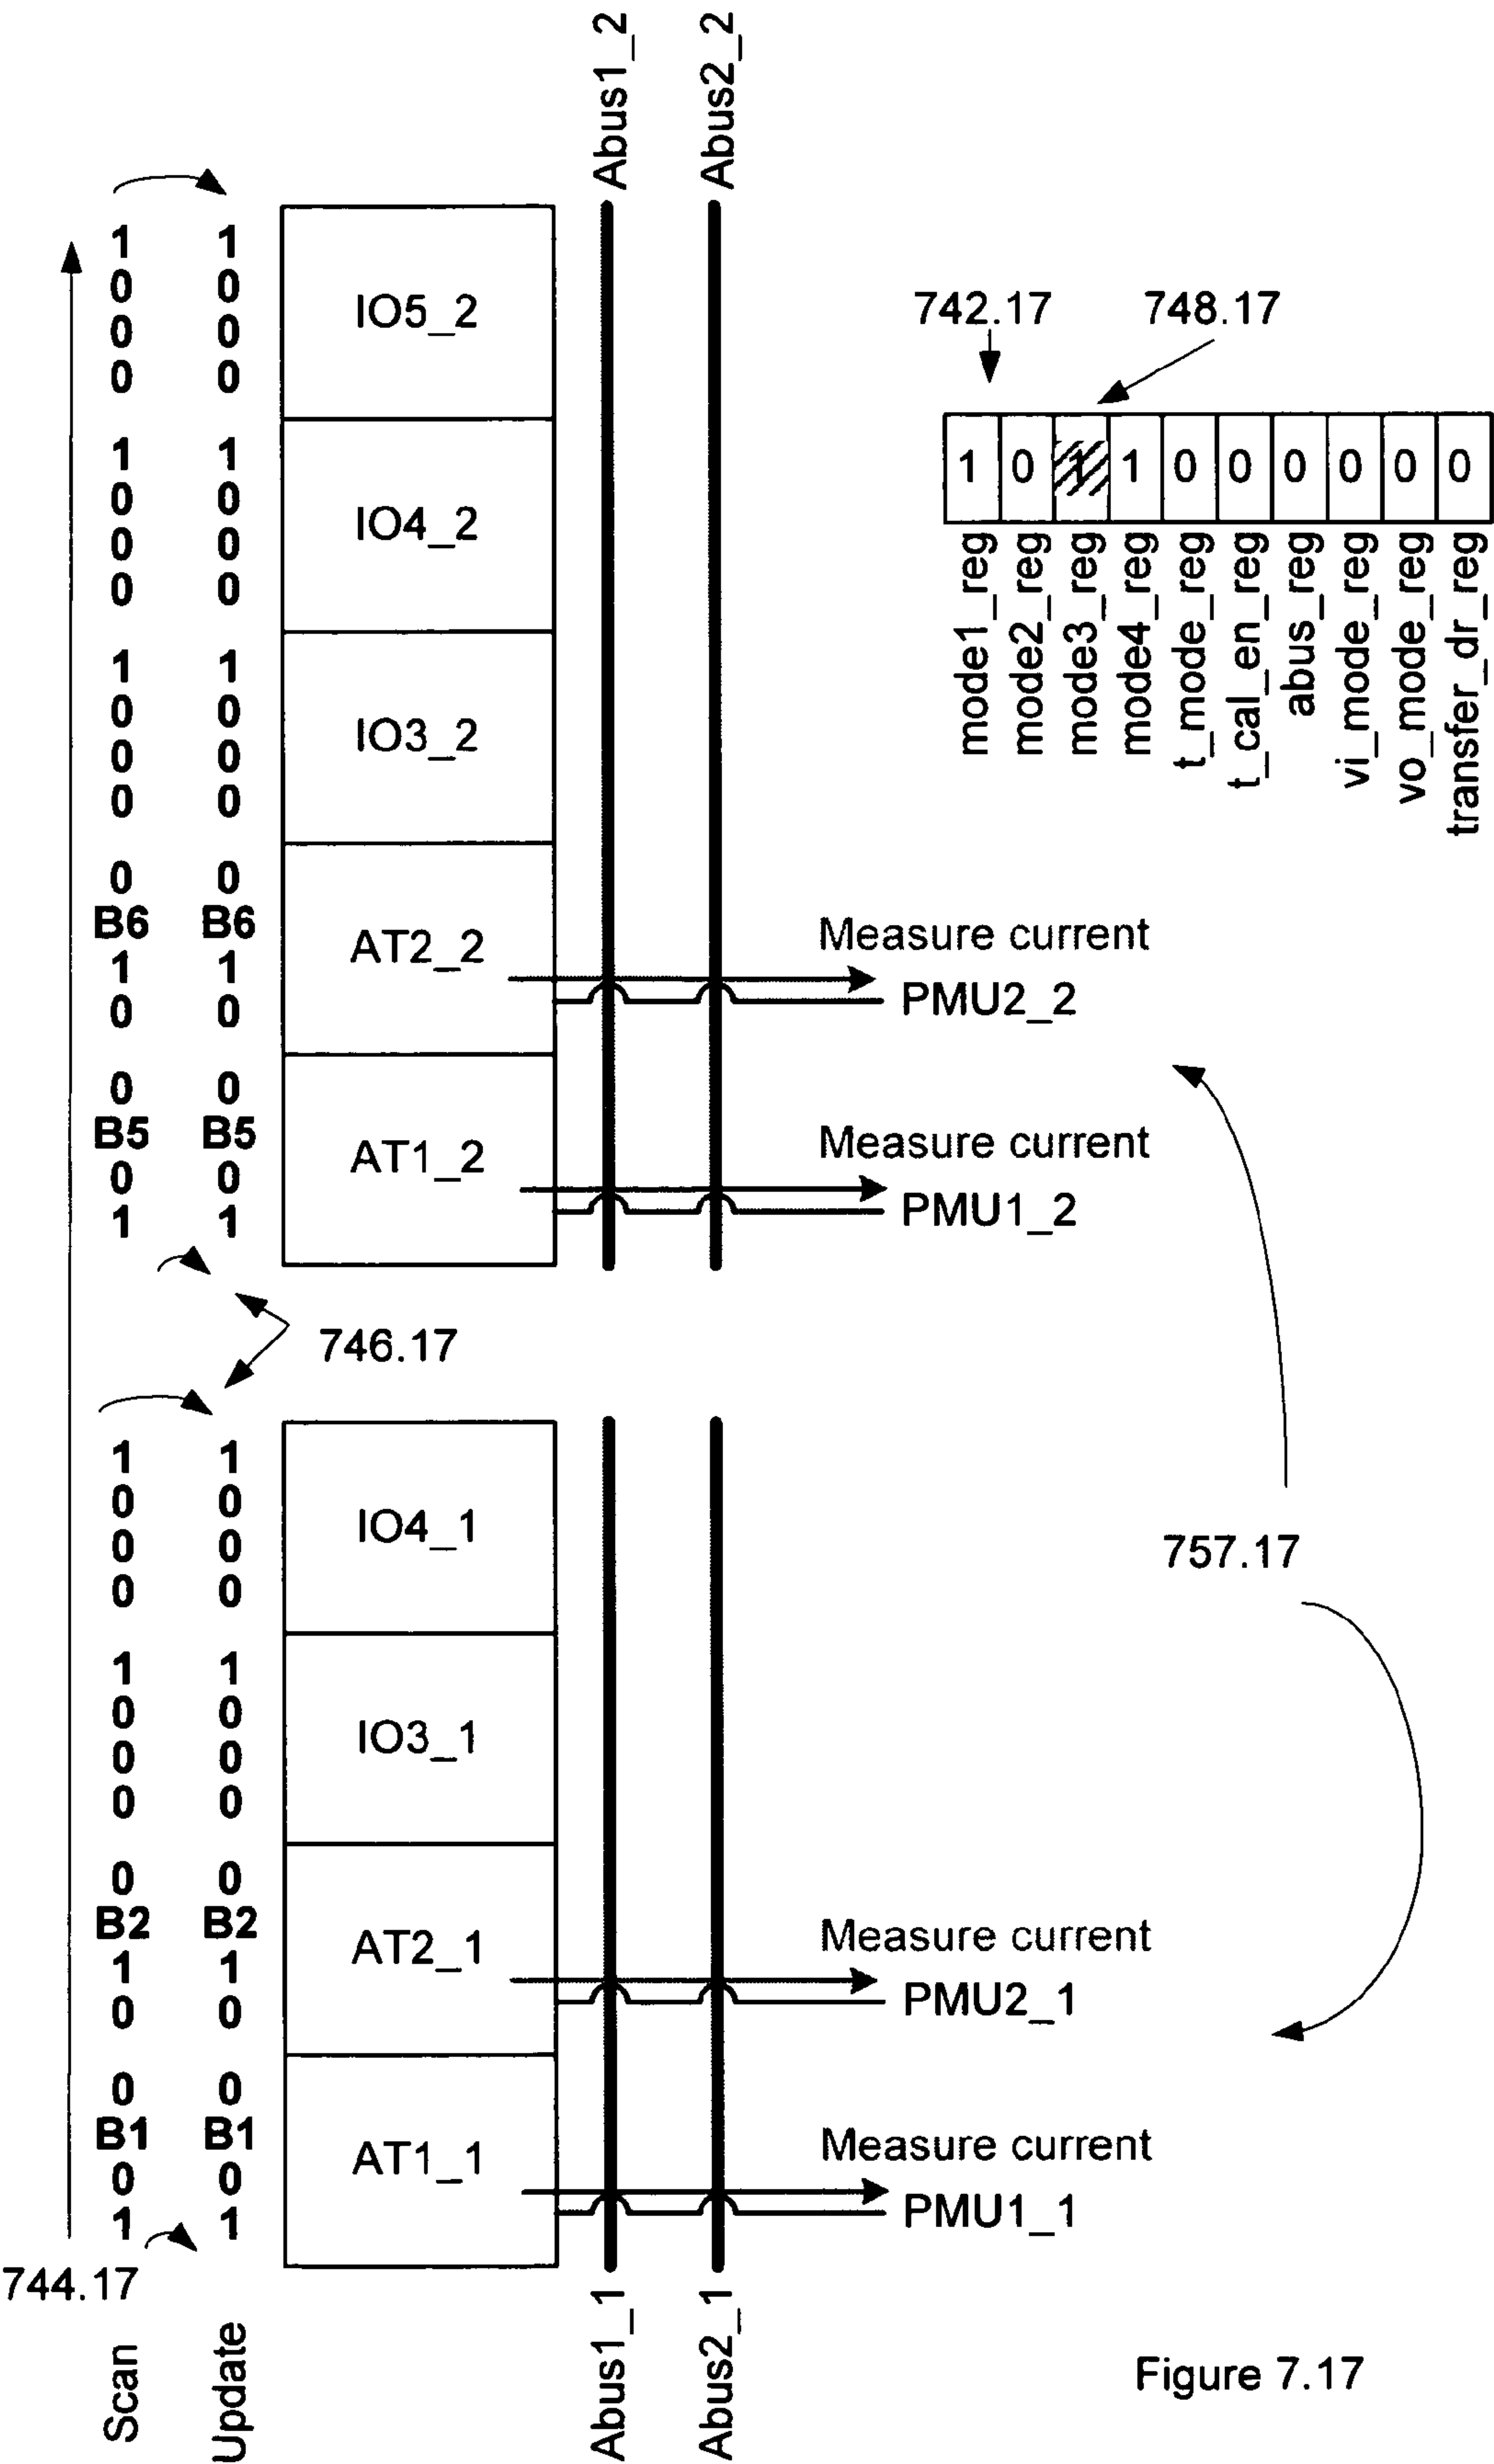 Abus1_2
Abus2_2
1 1
0 0
0 0
0 0
IO5_2
742.17 748.17
1 0 1 1 0 0 0 0 0 0
mode1_reg
mode2_reg
mode3_reg
mode4_reg
t_mode_reg
t_cal_en_reg
abus_reg
vi_mode_reg
vo_mode_reg
transfer_dr_reg
1 1
0 0
0 0
0 0
IO4_2
1 1
0 0
0 0
0 0
IO3_2
0 0
B6 B6
1 1
0 0
AT2_2
Measure current
PMU2_2
0 0
B5 B5
0 0
1 1
AT1_2
Measure current
PMU1_2
746.17
1 1
0 0
0 0
0 0
IO4_1
757.17
1 1
0 0
0 0
0 0
IO3_1
0 0
B2 B2
1 1
0 0
AT2_1
Measure current
PMU2_1
0 0
B1 B1
0 0
1 1
AT1_1
Measure current
PMU1_1
744.17
Scan
Update
Abus1_1
Abus2_1
Figure 7.17